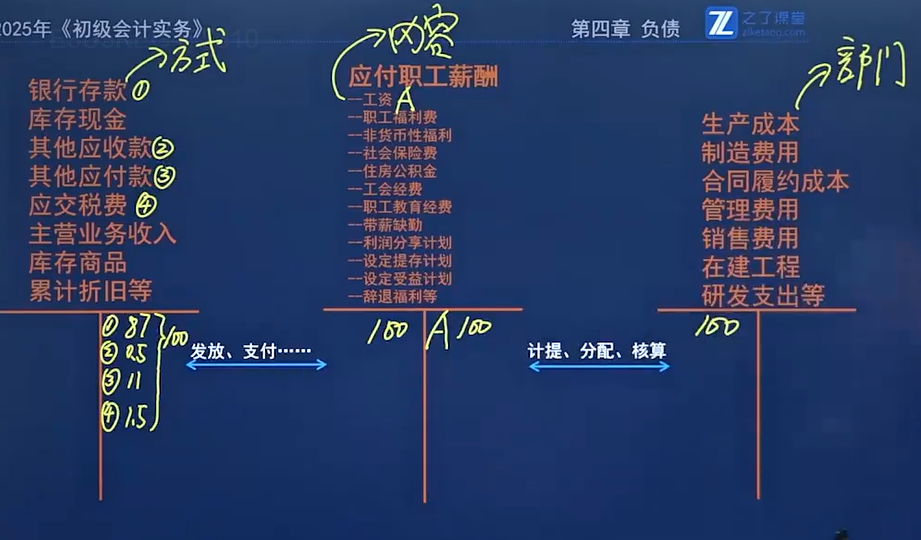 2025年《初级会计实务》
第四章 负债
之了课堂
zlketang.com
方式
银行存款①
库存现金
其他应收款②
其他应付款③
应交税费④
主营业务收入
库存商品
累计折旧等
① 87
② 0.5
③ 11
④ 1.5
100
发放、支付……
内容
应付职工薪酬
—工资 A
—职工福利费
—非货币性福利
—社会保险费
—住房公积金
—工会经费
—职工教育经费
—带薪缺勤
—利润分享计划
—设定提存计划
—设定受益计划
—辞退福利等
100 A 100
计提、分配、核算
部门
生产成本
制造费用
合同履约成本
管理费用
销售费用
在建工程
研发支出等
100